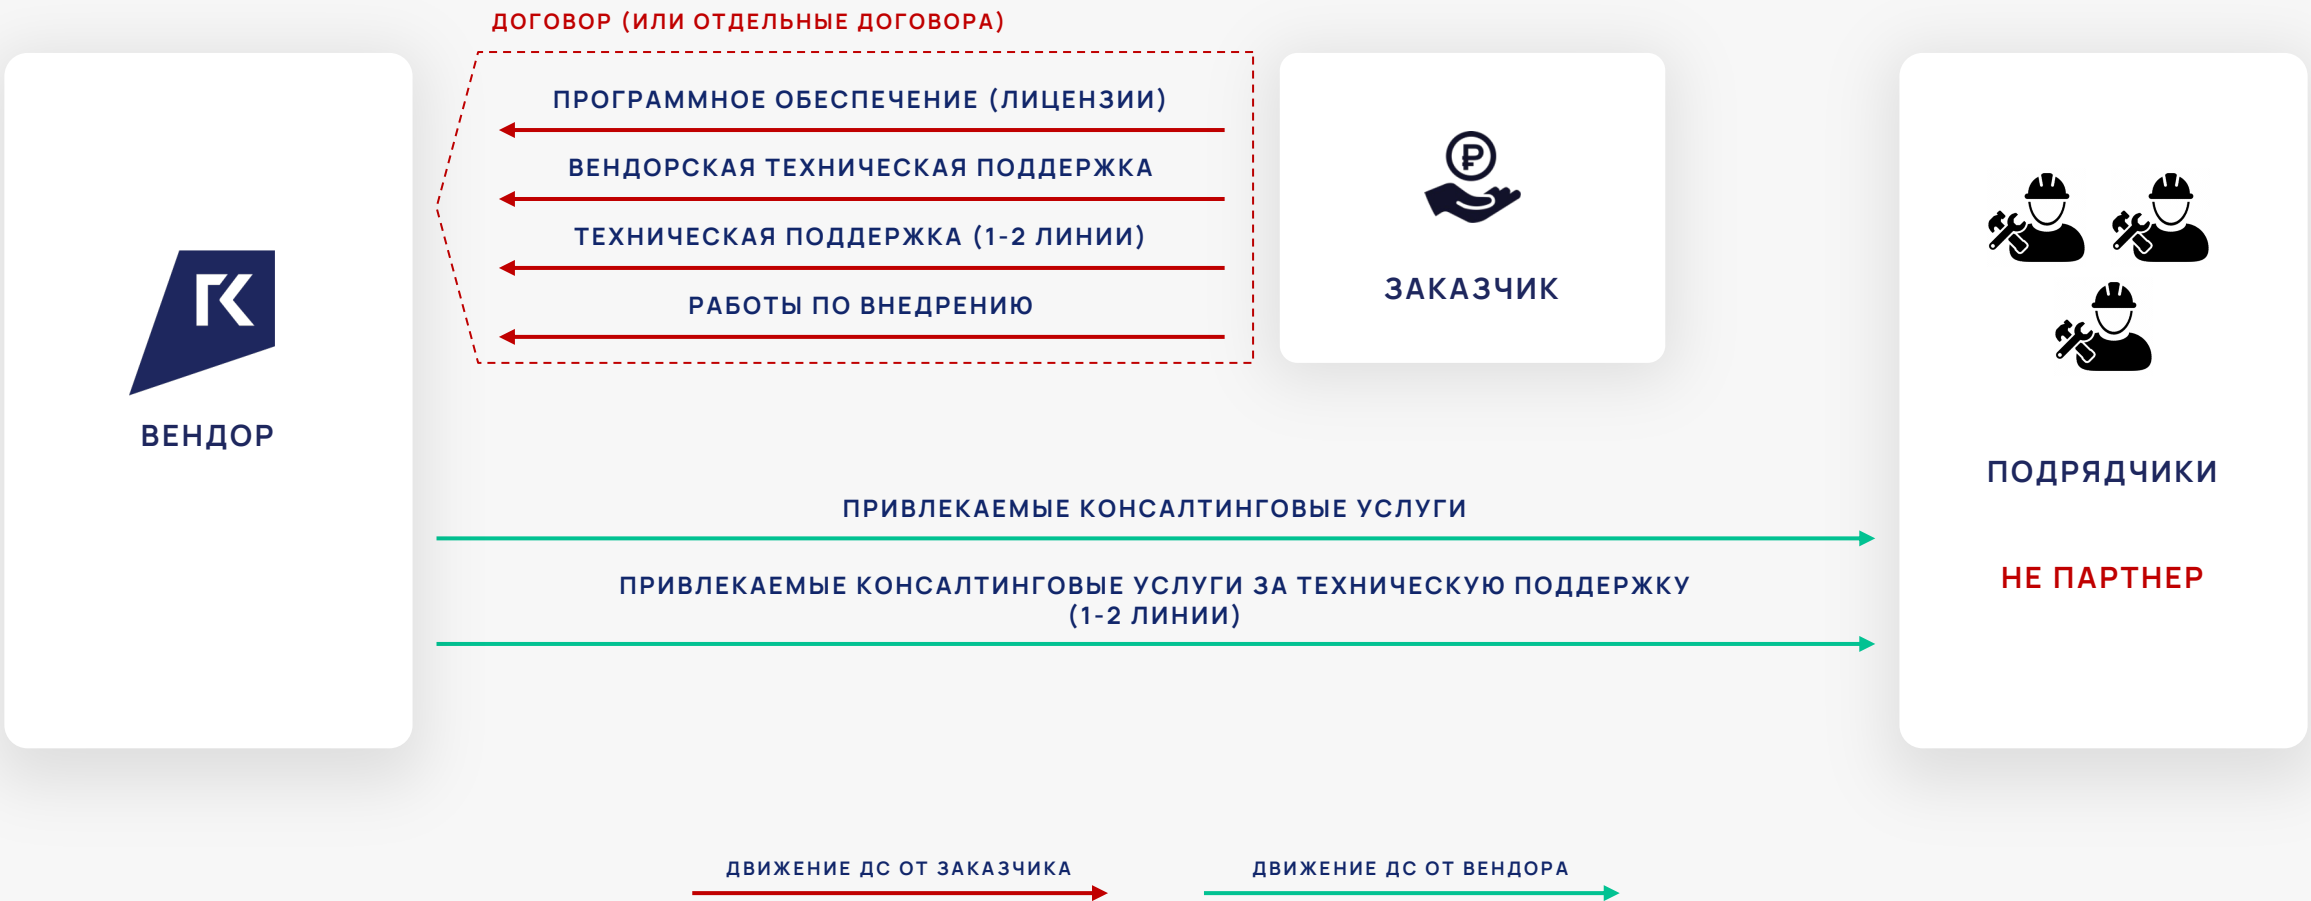 ДОГОВОР (ИЛИ ОТДЕЛЬНЫЕ ДОГОВОРА)
ПРОГРАММНОЕ ОБЕСПЕЧЕНИЕ (ЛИЦЕНЗИИ)
ВЕНДОРСКАЯ ТЕХНИЧЕСКАЯ ПОДДЕРЖКА
ТЕХНИЧЕСКАЯ ПОДДЕРЖКА (1-2 ЛИНИИ)
РАБОТЫ ПО ВНЕДРЕНИЮ
ГК
ВЕНДОР
ЗАКАЗЧИК
ПОДРЯДЧИКИ
НЕ ПАРТНЕР
ПРИВЛЕКАЕМЫЕ КОНСАЛТИНГОВЫЕ УСЛУГИ
ПРИВЛЕКАЕМЫЕ КОНСАЛТИНГОВЫЕ УСЛУГИ ЗА ТЕХНИЧЕСКУЮ ПОДДЕРЖКУ
(1-2 ЛИНИИ)
ДВИЖЕНИЕ ДС ОТ ЗАКАЗЧИКА
ДВИЖЕНИЕ ДС ОТ ВЕНДОРА